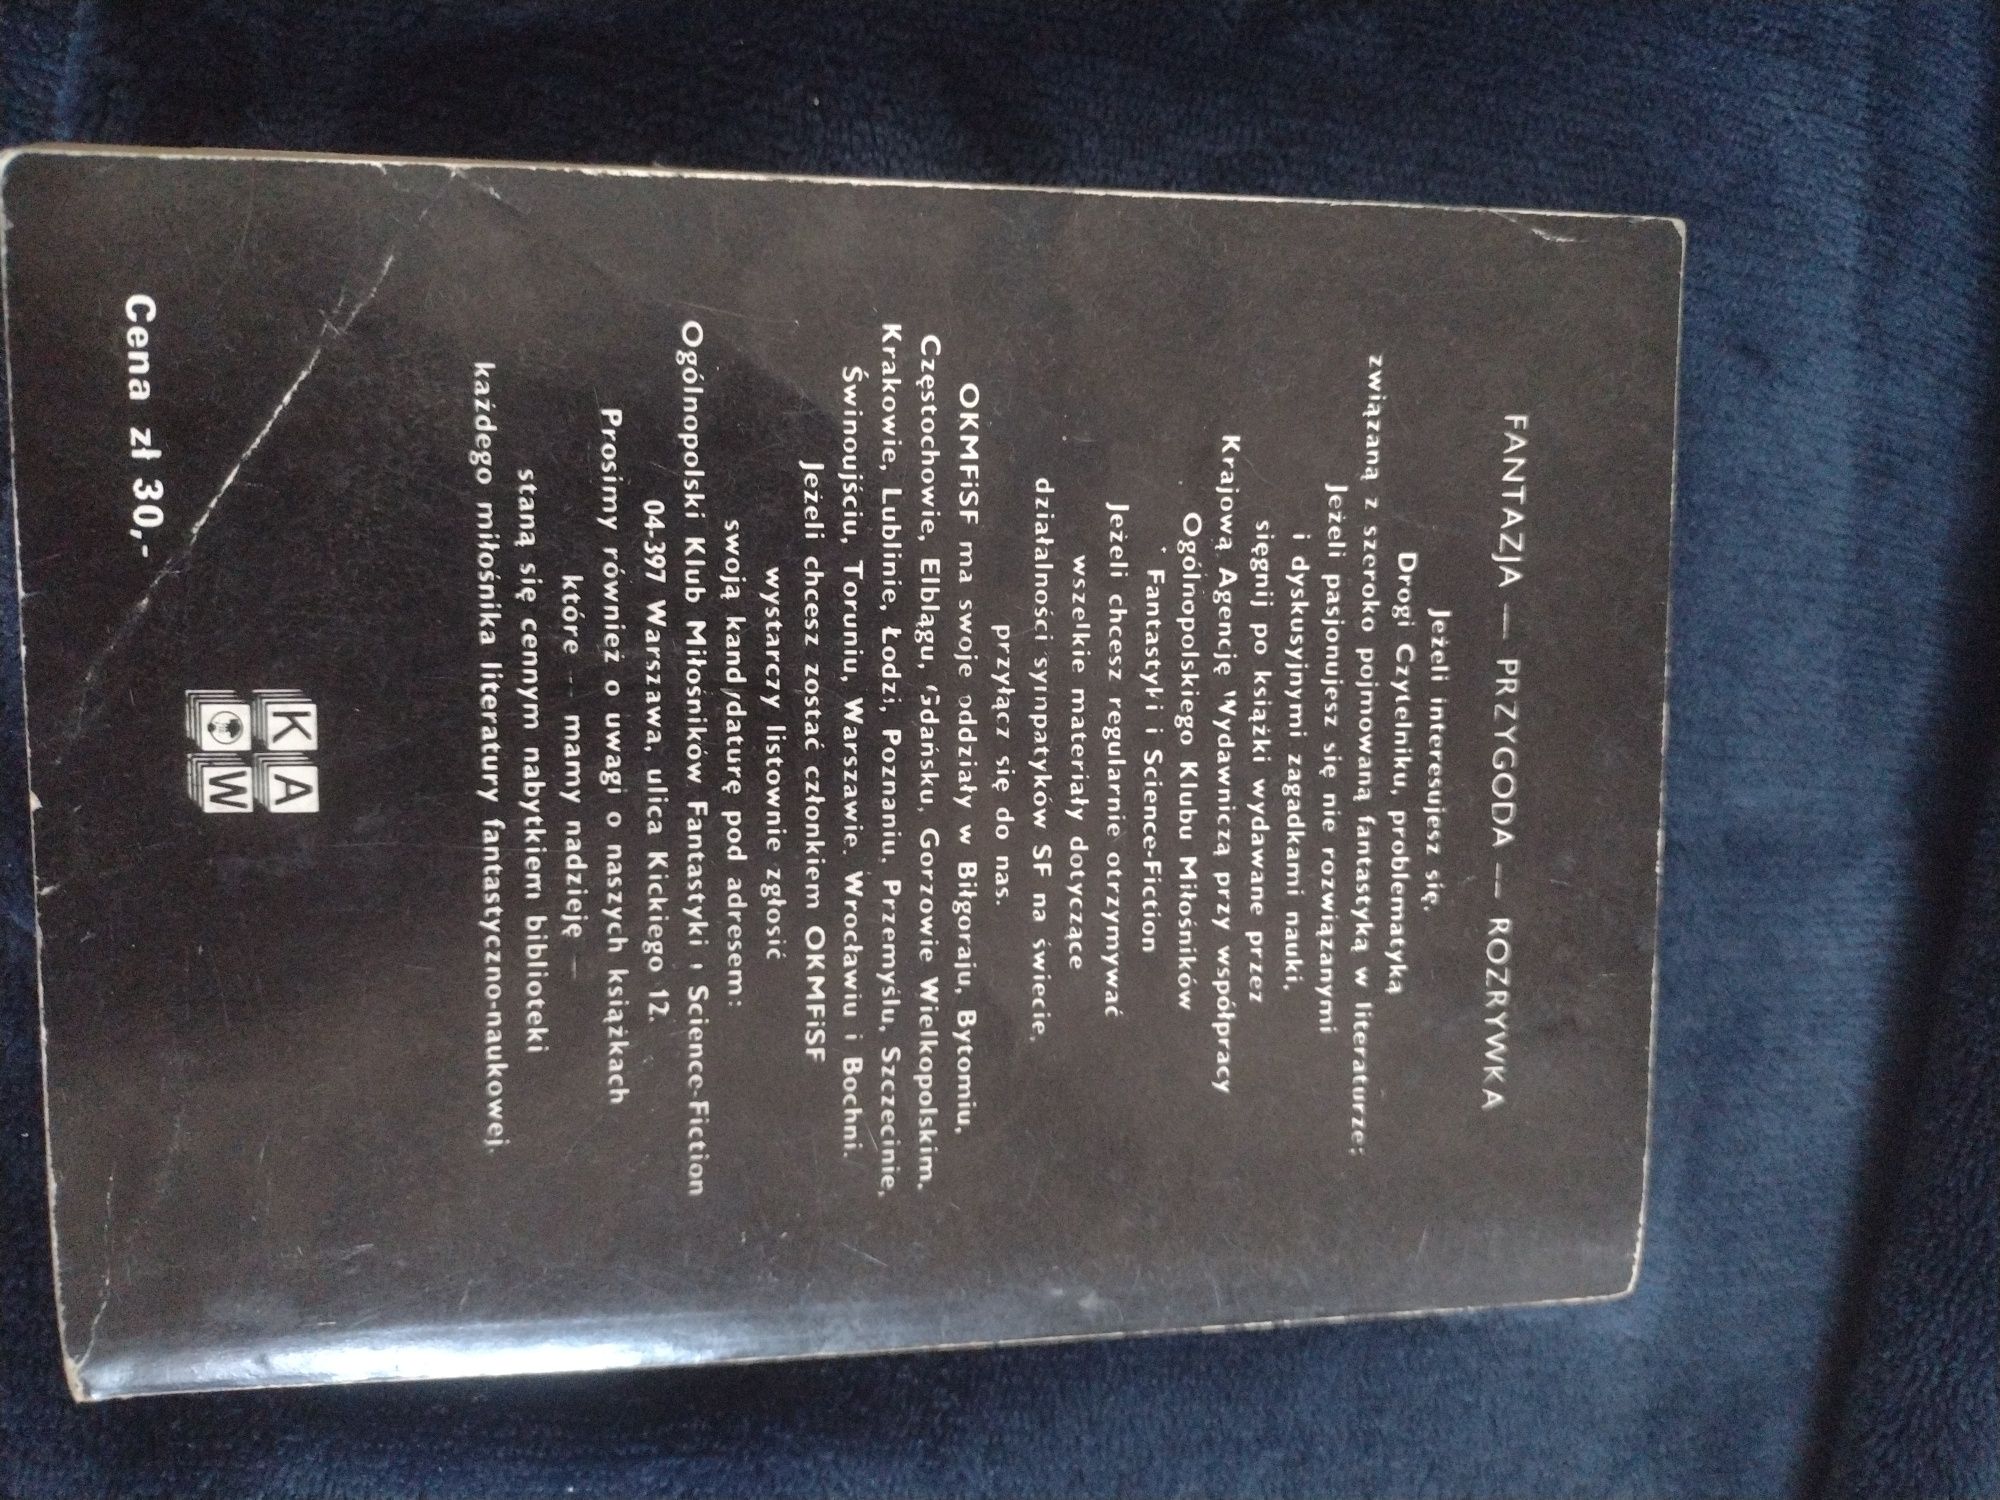 FANTAZJA — PRZYGODA — ROZRYWKA
Jeżeli interesujesz się,
Drogi Czytelniku, problematyką
związaną z szeroko pojmowaną fantastyką w literaturze;
Jeżeli pasjonujesz się nie rozwiązanymi
i dyskusyjnymi zagadkami nauki,
sięgnij po książki wydawane przez
Krajową Agencję Wydawniczą przy współpracy
Ogólnopolskiego Klubu Miłośników
Fantastyki i Science-Fiction
Jeżeli chcesz regularnie otrzymywać
wszelkie materiały dotyczące
działalności sympatyków SF na świecie,
przyłącz się do nas.
OKMFiSF ma swoje oddziały w Biłgoraju, Bytomiu,
Częstochowie, Elblągu, Gdańsku, Gorzowie Wielkopolskim,
Krakowie, Lublinie, Łodzi, Poznaniu, Przemyślu, Szczecinie,
Świnoujściu, Toruniu, Warszawie, Wrocławiu i Bochni.
Jeżeli chcesz zostać członkiem OKMFiSF
wystarczy listownie zgłosić
swoją kandydaturę pod adresem:
Ogólnopolski Klub Miłośników Fantastyki i Science-Fiction
04-397 Warszawa, ulica Kickiego 12.
Prosimy również o uwagi o naszych książkach
które — mamy nadzieję —
staną się cennym nabytkiem biblioteki
każdego miłośnika literatury fantastyczno-naukowej.
KA
W
Cena zł 30,-